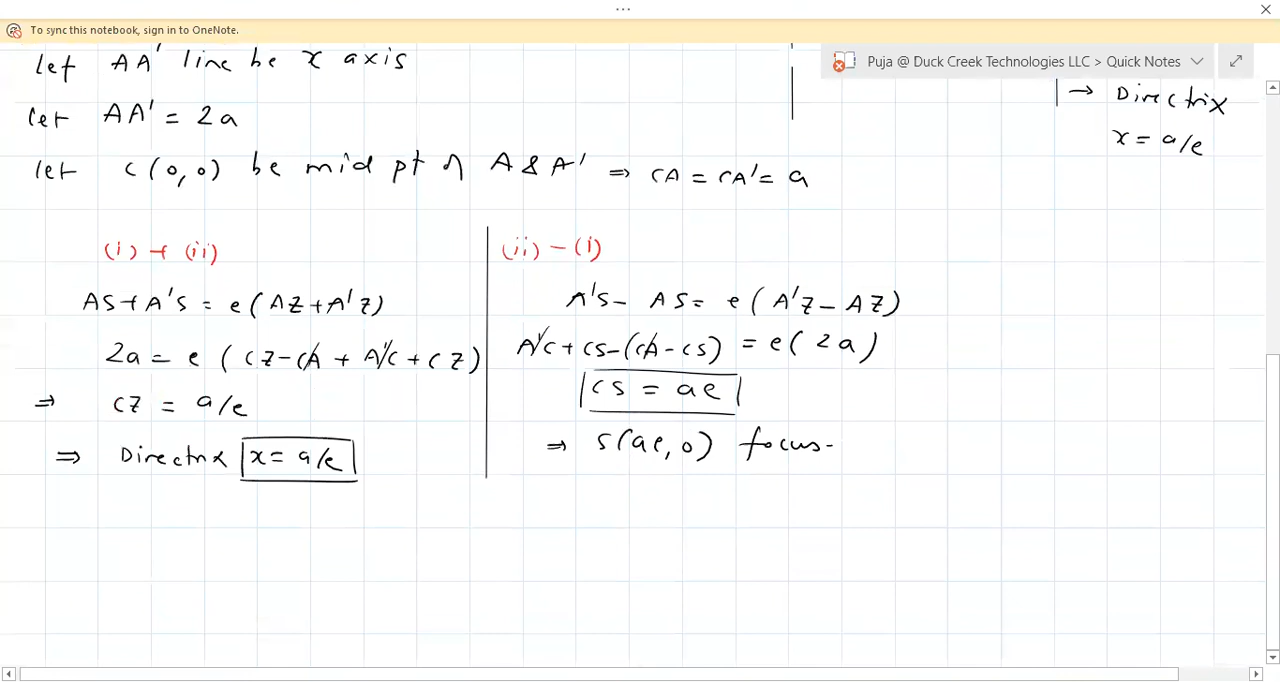 To sync this notebook, sign in to OneNote.
Puja @ Duck Creek Technologies LLC > Quick Notes
let AA' line be x axis
let AA' = 2a
let C(0,0) be mid pt of A & A' ⇒ CA = CA' = a
→ Directrix
x = a/e
(i) + (ii)
AS + A'S = e(AZ + A'Z)
2a = e (CZ - CA + A'C + CZ)
⇒ CZ = a/e
⇒ Directrix x = a/e
(ii) - (i)
A'S - AS = e(A'Z - AZ)
A'C + CS - (CA - CS) = e(2a)
CS = ae
⇒ S(ae, 0) focus-